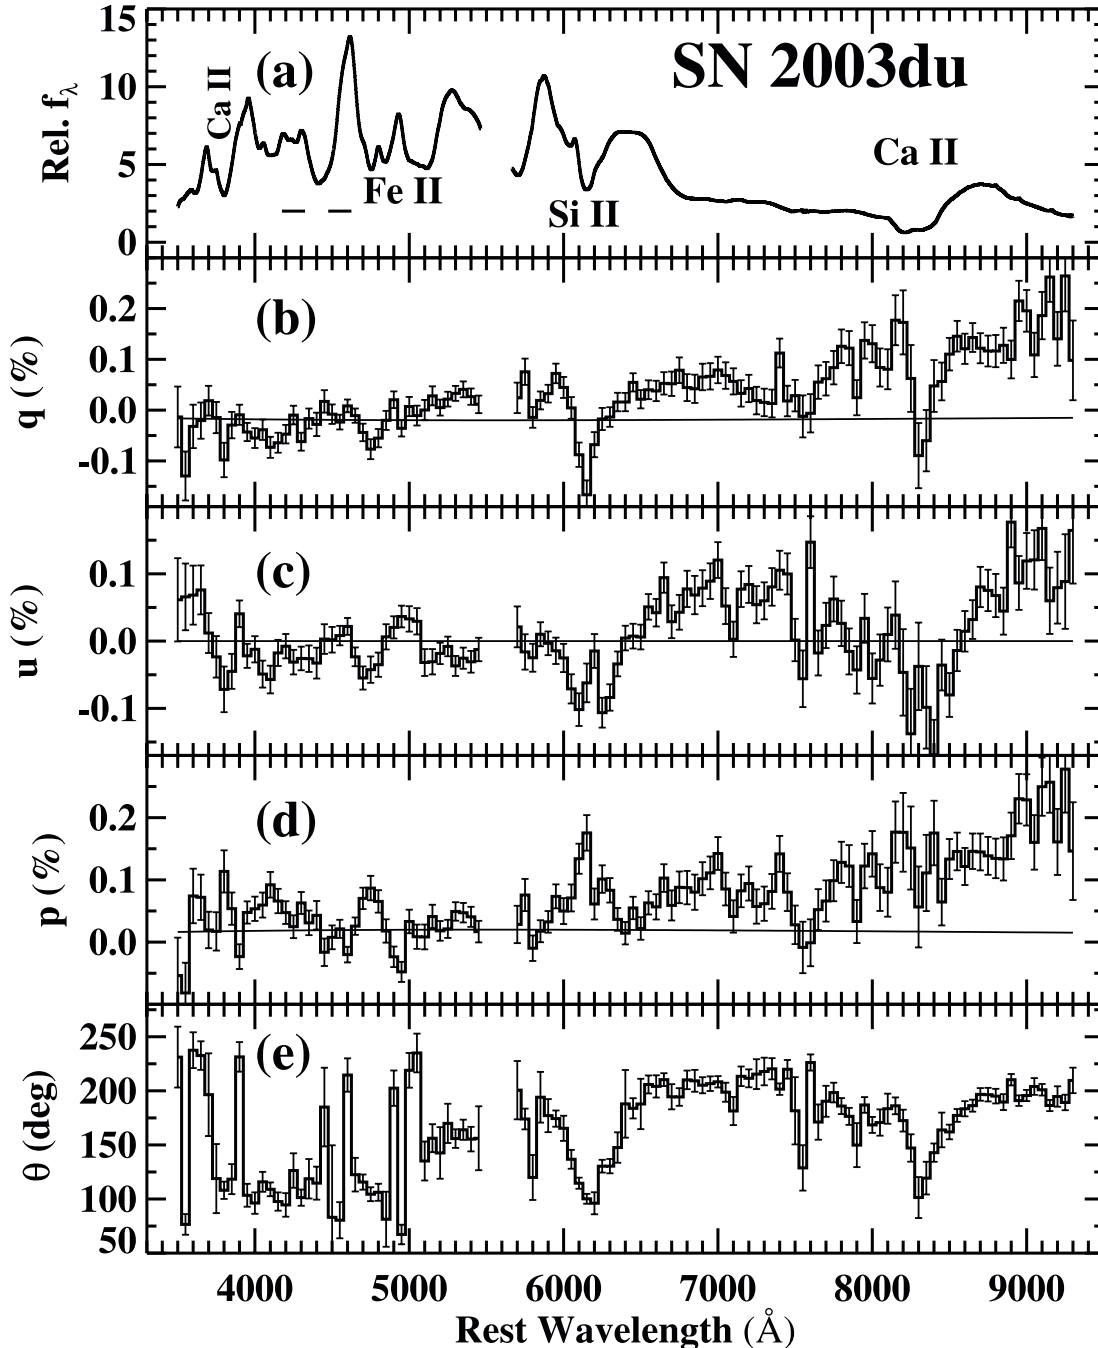 SN 2003du
(a)
Ca II
Fe II
Si II
Ca II
Rel. fλ
15
10
5
0
(b)
q (%)
0.2
0.1
0.0
-0.1
(c)
u (%)
0.1
0.0
-0.1
(d)
p (%)
0.2
0.1
0.0
(e)
θ (deg)
250
200
150
100
50
4000 5000 6000 7000 8000 9000
Rest Wavelength (Å)